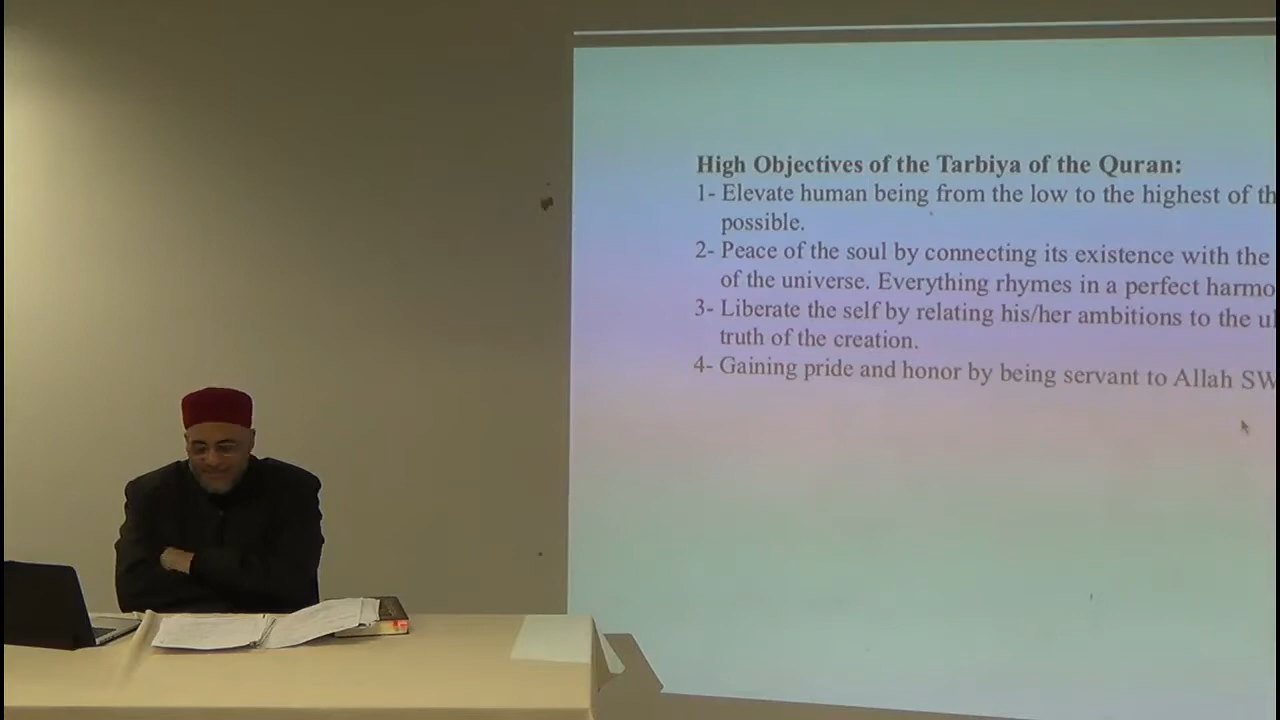 High Objectives of the Tarbiya of the Quran:
1- Elevate human being from the low to the highest of
possible.
2- Peace of the soul by connecting its existence with the
of the universe. Everything rhymes in a perfect
3- Liberate the self by relating his/her ambitions to the
truth of the creation.
4- Gaining pride and honor by being servant to Allah